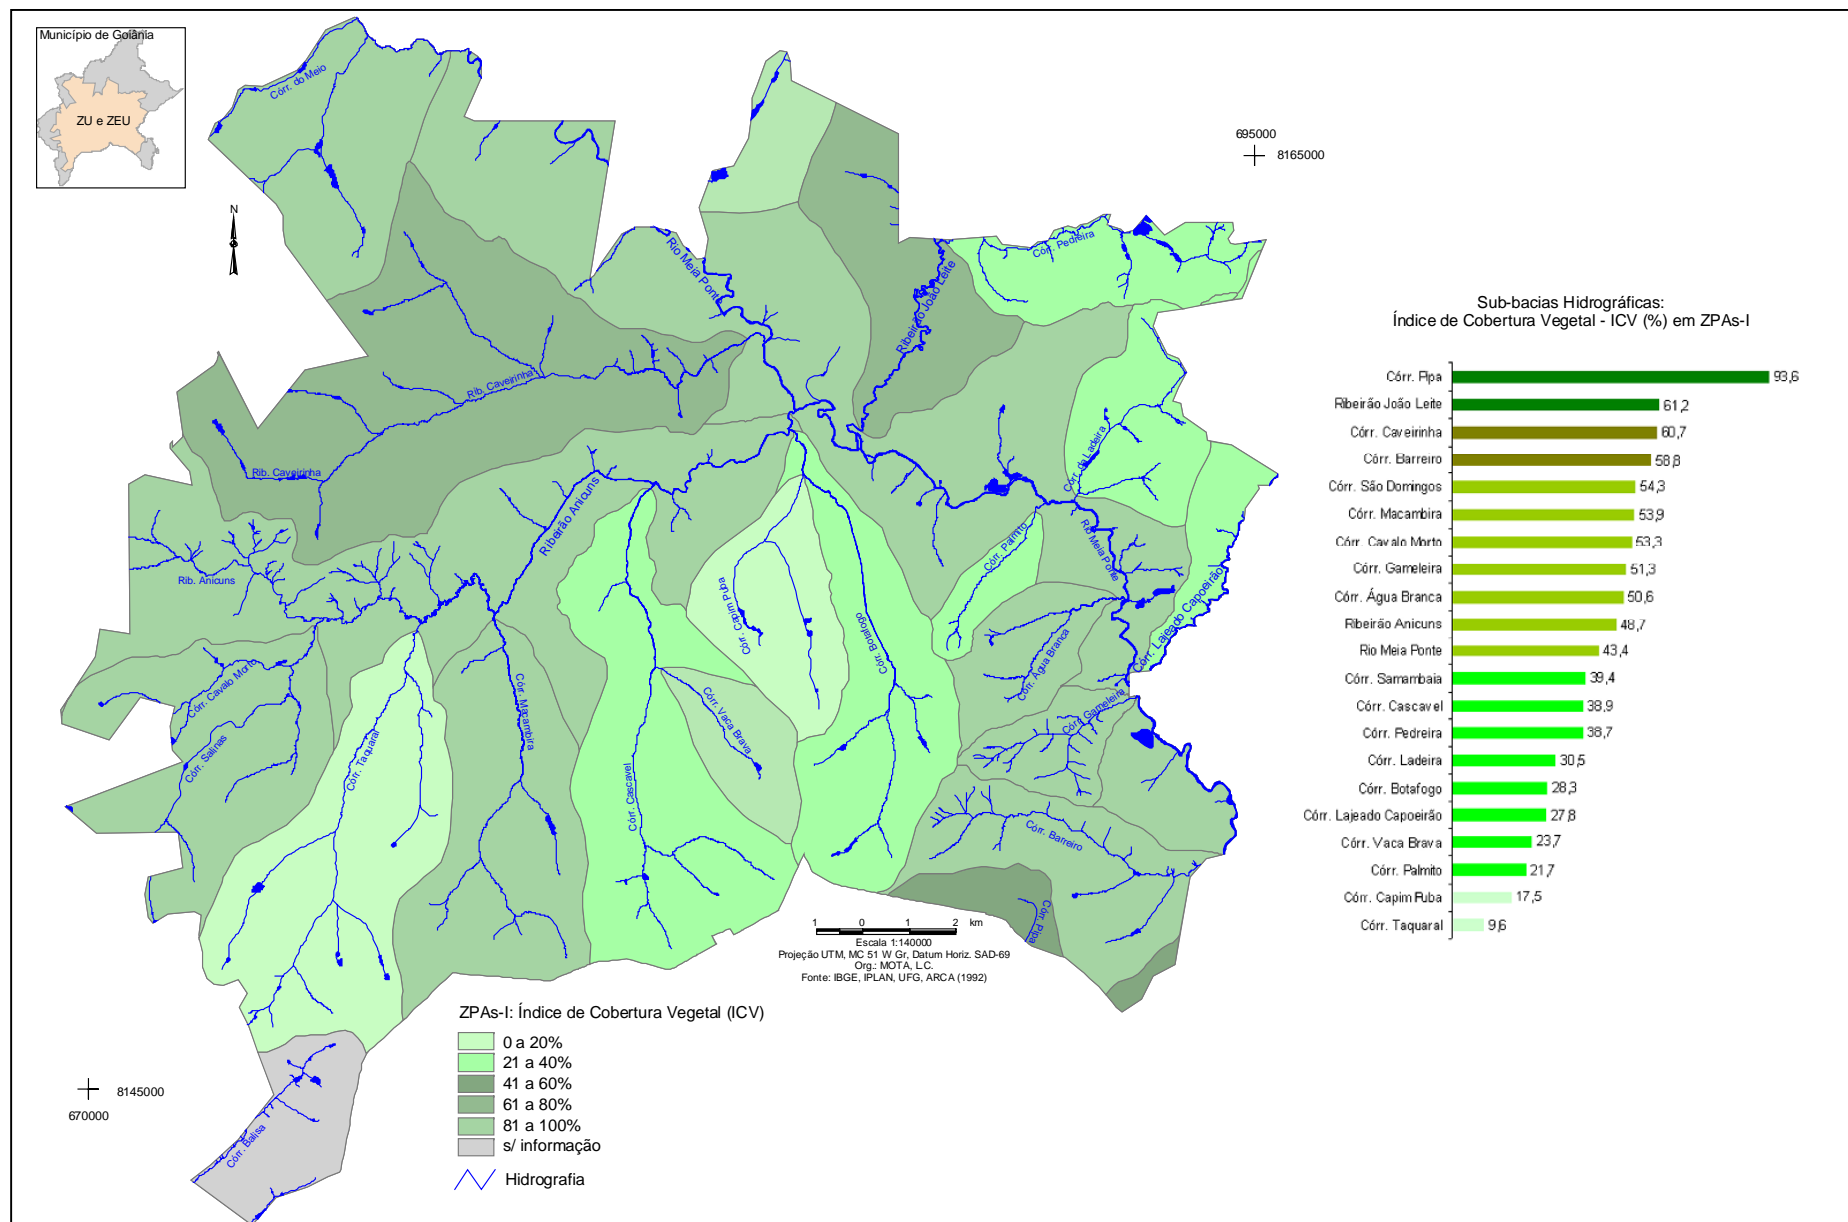 Município de Goiânia
ZU e ZEU
N
695000
8165000
Córr. do Meio
Rio Meia Ponte
Ribeirão João Leite
Córr. Pedreira
Rib. Caveirinha
Rib. Caveirinha
Ribeirão Anicuns
Rib. Anicuns
Córr. da Ladeira
Córr. Palmito
Rio Meia Ponte
Córr. Lajeado Capoeirão
Córr. Capim Puba
Córr. Botafogo
Córr. Água Branca
Córr. Gameleira
Córr. Cavalo Morto
Córr. Salinas
Córr. Taquaral
Córr. Macambira
Córr. Vaca Brava
Córr. Cascavel
Córr. Barreiro
Córr. Pipa
Córr. Balisa
Sub-bacias Hidrográficas:
Índice de Cobertura Vegetal - ICV (%) em ZPAs-I
Córr. Pipa 93,6
Ribeirão João Leite 61,2
Córr. Caveirinha 60,7
Córr. Barreiro 58,8
Córr. São Domingos 54,3
Córr. Macambira 53,9
Córr. Cavalo Morto 53,3
Córr. Gameleira 51,3
Córr. Água Branca 50,6
Ribeirão Anicuns 48,7
Rio Meia Ponte 43,4
Córr. Samambaia 39,4
Córr. Cascavel 38,9
Córr. Pedreira 38,7
Córr. Ladeira 30,5
Córr. Botafogo 28,3
Córr. Lajeado Capoeirão 27,8
Córr. Vaca Brava 23,7
Córr. Palmito 21,7
Córr. Capim Puba 17,5
Córr. Taquaral 9,6
1 0 1 2 km
Escala 1:140000
Projeção UTM, MC 51 W Gr, Datum Horiz. SAD-69
Org.: MOTA, L.C.
Fonte: IBGE, IPLAN, UFG, ARCA (1992)
ZPAs-I: Índice de Cobertura Vegetal (ICV)
0 a 20%
21 a 40%
41 a 60%
61 a 80%
81 a 100%
s/ informação
Hidrografia
8145000
670000